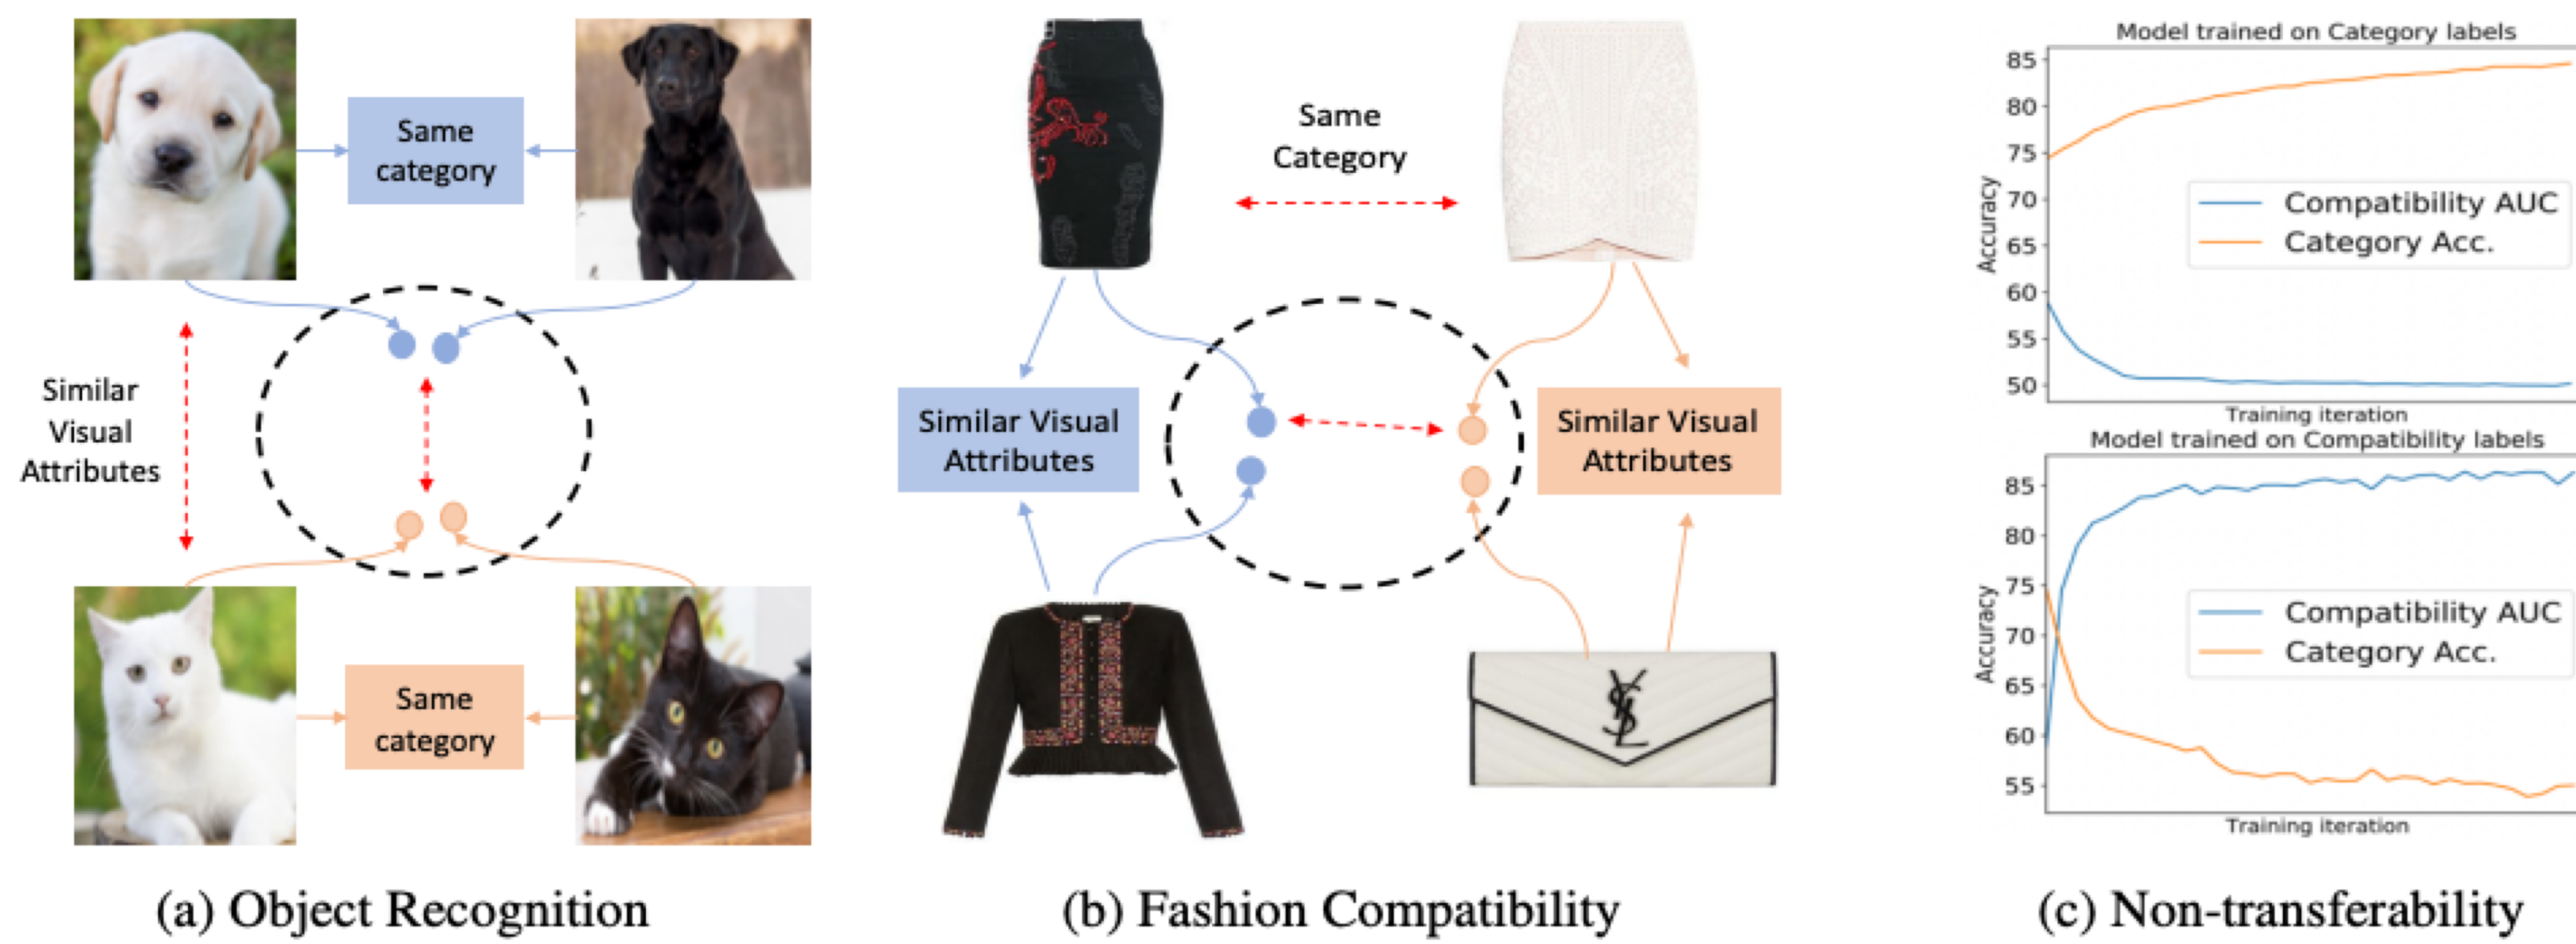 Same
category
Similar
Visual
Attributes
Same
category
(a) Object Recognition
Same
Category
Similar Visual
Attributes
Similar Visual
Attributes
YSL
(b) Fashion Compatibility
Model trained on Category labels
85
80
75
70
65
60
55
50
Accuracy
Compatibility AUC
Category Acc.
Training iteration
Model trained on Compatibility labels
85
80
75
70
65
60
55
Accuracy
Compatibility AUC
Category Acc.
Training iteration
(c) Non-transferability